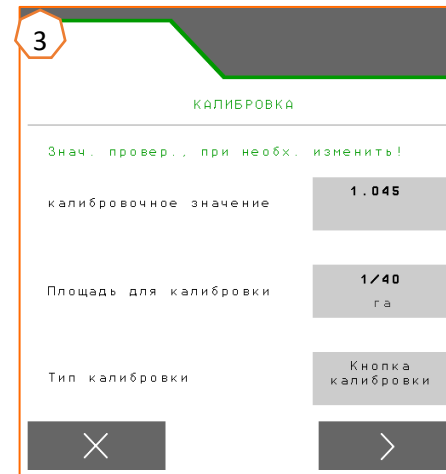 3
КАЛИБРОВКА
Знач. провер., при необх. изменить!
калибровочное значение
1.045
Площадь для калибровки
1/40
га
Тип калибровки
Кнопка
калибровки